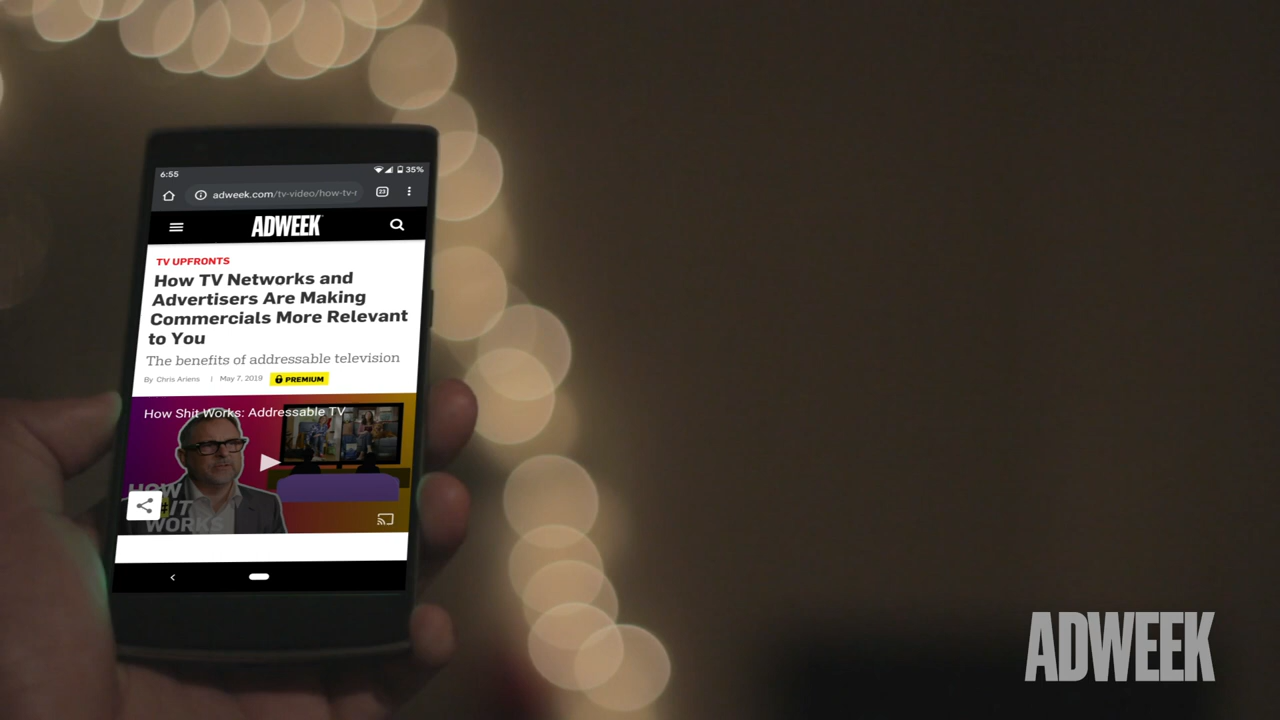 6:55
35%
adweek.com/tv-video/how-tv-r
23
ADWEEK
TV UPFRONTS
How TV Networks and
Advertisers Are Making
Commercials More Relevant
to You
The benefits of addressable television
By Chris Ariens | May 7, 2019 PREMIUM
How Shit Works: Addressable TV
HOW
#IT
WORKS
ADWEEK